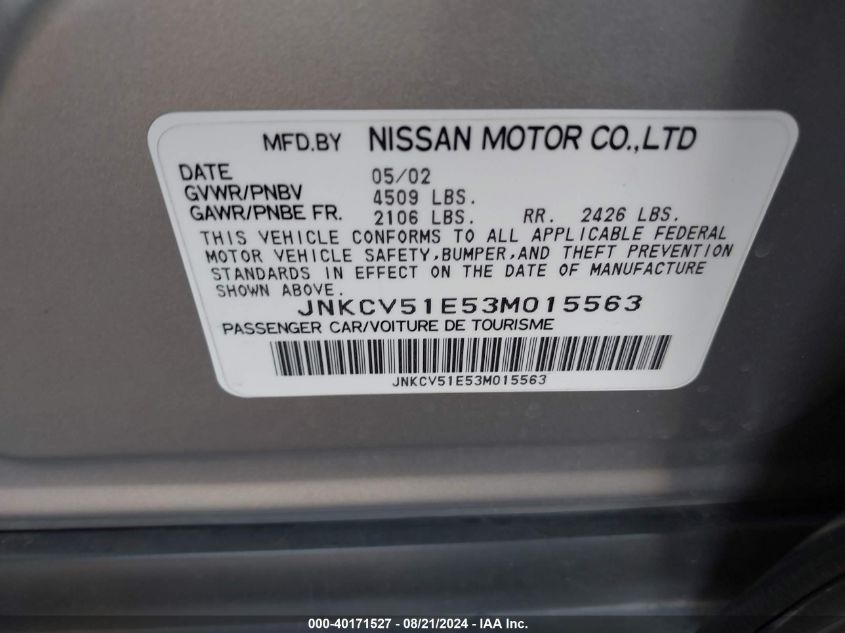 MFD.BY NISSAN MOTOR CO.,LTD
DATE 05/02
GVWR/PNBV 4509 LBS.
GAWR/PNBE FR. 2106 LBS. RR. 2426 LBS.
THIS VEHICLE CONFORMS TO ALL APPLICABLE FEDERAL
MOTOR VEHICLE SAFETY,BUMPER,AND THEFT PREVENTION
STANDARDS IN EFFECT ON THE DATE OF MANUFACTURE
SHOWN ABOVE.
JNKCV51E53M015563
PASSENGER CAR/VOITURE DE TOURISME
JNKCV51E53M015563
000-40171527 - 08/21/2024 - IAA Inc.